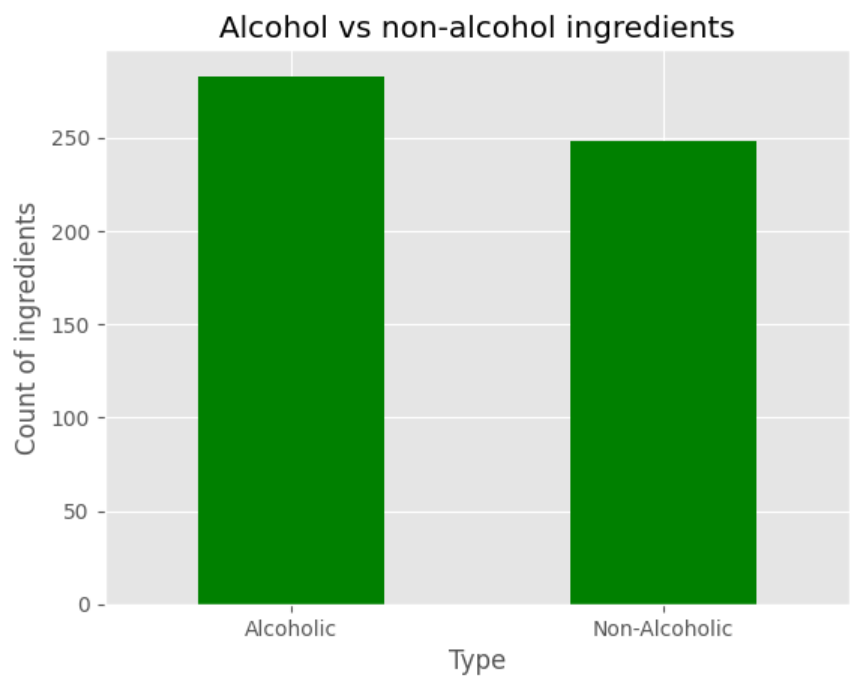 Alcohol vs non-alcohol ingredients
250
200
150
100
50
0
Count of ingredients
Alcoholic
Non-Alcoholic
Type